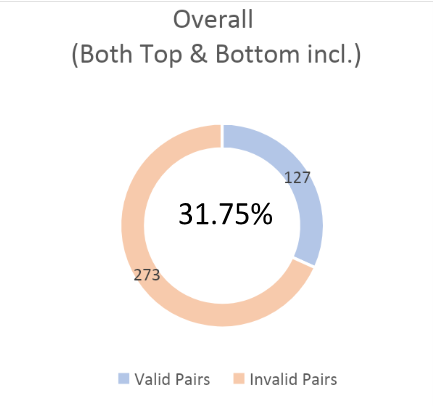 Overall
(Both Top & Bottom incl.)
127
31.75%
273
Valid Pairs
Invalid Pairs